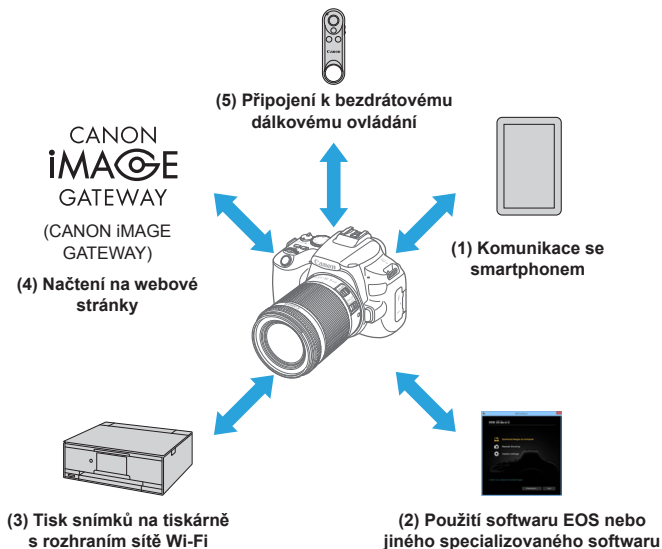 (5) Připojení k bezdrátovému
dálkovému ovládání
CANON
iMAGE
GATEWAY
(CANON iMAGE
GATEWAY)
(4) Načtení na webové
stránky
(1) Komunikace se
smartphonem
Canon
(3) Tisk snímků na tiskárně
s rozhraním sítě Wi-Fi
(2) Použití softwaru EOS nebo
jiného specializovaného softwaru